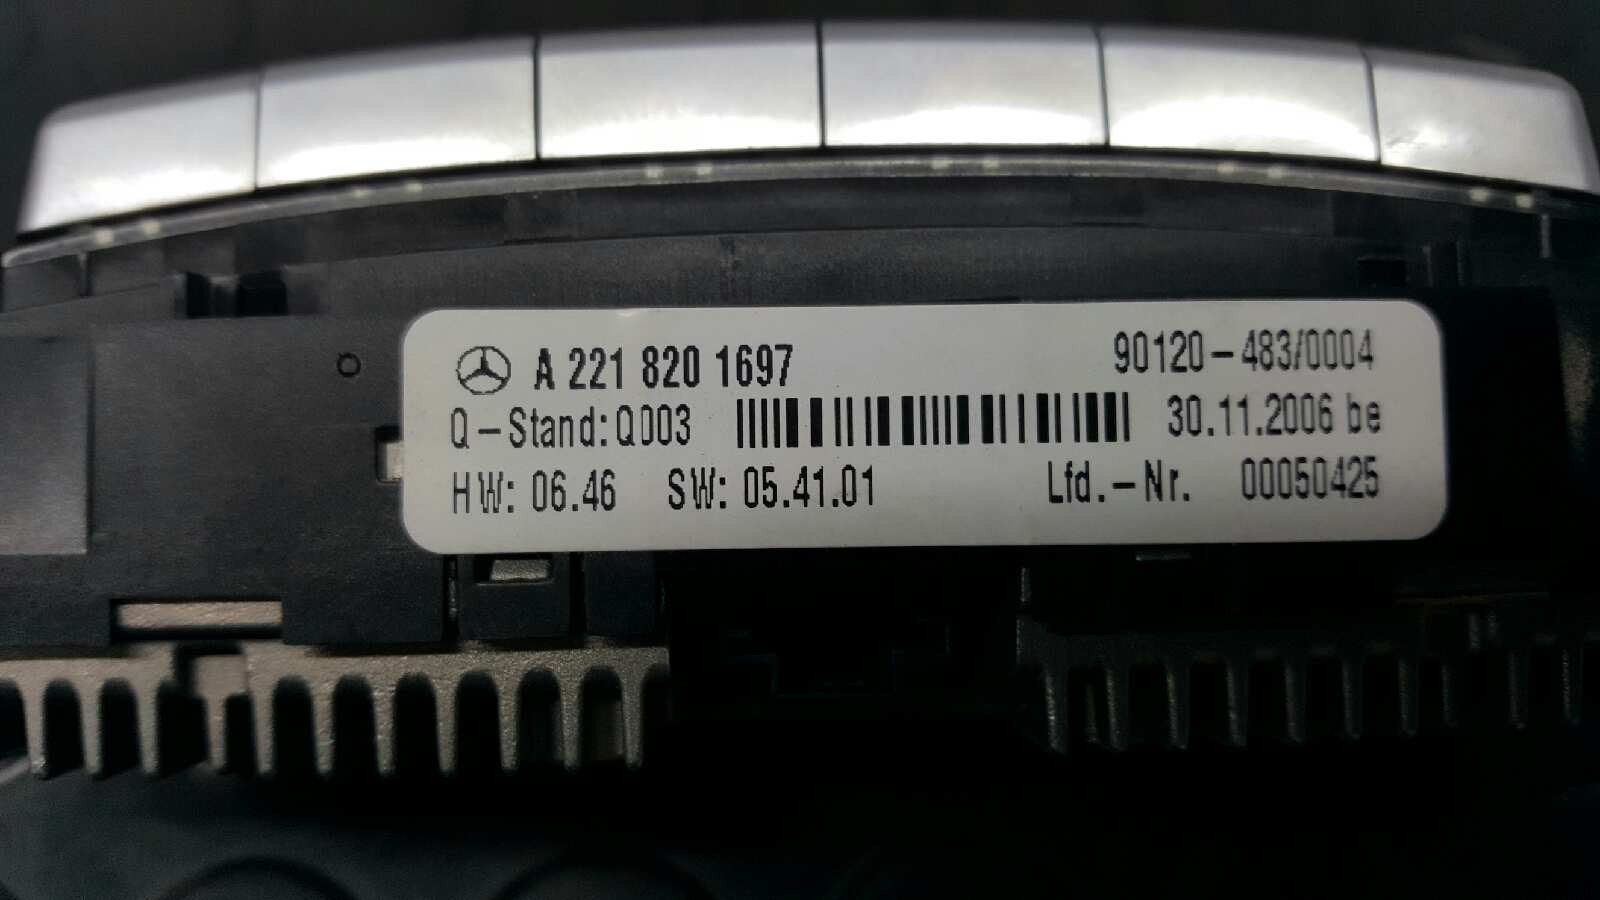 A 221 820 1697 90120-483/0004
Q-Stand:Q003 30.11.2006 be
HW: 06.46 SW: 05.41.01 Lfd.-Nr. 00050425